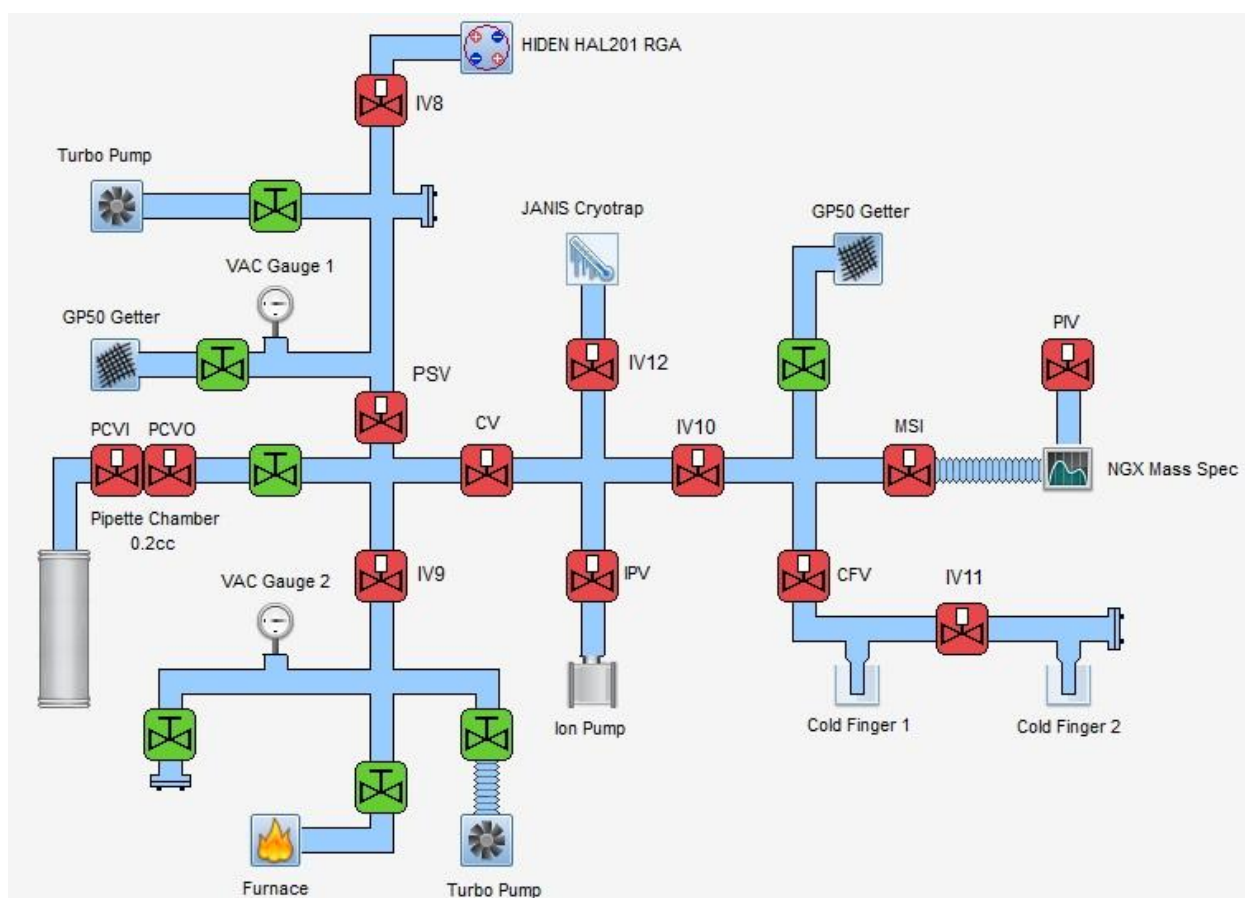 HIDEN HAL201 RGA
IV8
Turbo Pump
JANIS Cryotrap
GP50 Getter
VAC Gauge 1
GP50 Getter
PIV
IV12
PSV
PCVI
PCVO
CV
IV10
MSI
NGX Mass Spec
Pipette Chamber
0.2cc
VAC Gauge 2
IV9
IPV
CFV
IV11
Ion Pump
Cold Finger 1
Cold Finger 2
Furnace
Turbo Pump